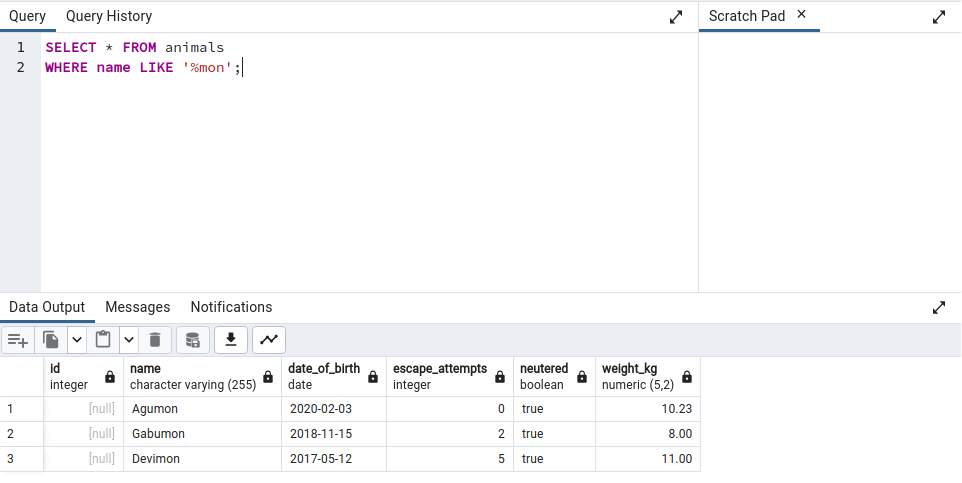 Query Query History
Scratch Pad ×
1 SELECT * FROM animals
2 WHERE name LIKE '%mon';
Data Output Messages Notifications
id name date_of_birth escape_attempts neutered weight_kg
integer character varying (255) date integer boolean numeric (5,2)
1 [null] Agumon 2020-02-03 0 true 10.23
2 [null] Gabumon 2018-11-15 2 true 8.00
3 [null] Devimon 2017-05-12 5 true 11.00